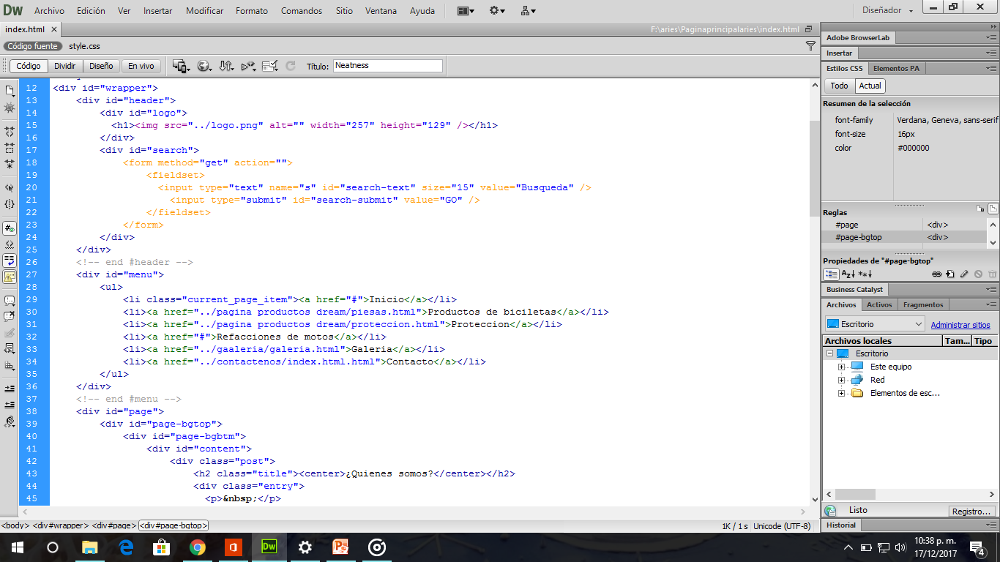 Dw Archivo Edición Ver Insertar Modificar Formato Comandos Sitio Ventana Ayuda Diseñador
index.html F:\aries\Paginaprincipalaries\index.html
Código fuente style.css
Código Dividir Diseño En vivo Título: Neatness
12 <div id="wrapper">
13 <div id="header">
14 <div id="logo">
15 <h1><img src="../logo.png" alt="" width="257" height="129" /></h1>
16 </div>
17 <div id="search">
18 <form method="get" action="">
19 <fieldset>
20 <input type="text" name="s" id="search-text" size="15" value="Busqueda" />
21 <input type="submit" id="search-submit" value="GO" />
22 </fieldset>
23 </form>
24 </div>
25 </div>
26 <!-- end #header -->
27 <div id="menu">
28 <ul>
29 <li class="current_page_item"><a href="#">Inicio</a></li>
30 <li><a href="../pagina productos dream/piesas.html">Productos de biciletas</a></li>
31 <li><a href="../pagina productos dream/proteccion.html">Proteccion</a></li>
32 <li><a href="#">Refacciones de motos</a></li>
33 <li><a href="../gaaleria/galeria.html">Galeria</a></li>
34 <li><a href="../contactenos/index.html.html">Contacto</a></li>
35 </ul>
36 </div>
37 <!-- end #menu -->
38 <div id="page">
39 <div id="page-bgtop">
40 <div id="page-bgbtm">
41 <div id="content">
42 <div class="post">
43 <h2 class="title"><center>¿Quienes somos?</center></h2>
44 <div class="entry">
45 <p>&nbsp;</p>
<body> <div#wrapper> <div#page> <div#page-bgtop> 1K / 1 s Unicode (UTF-8)
Adobe BrowserLab
Insertar
Estilos CSS Elementos PA
Todo Actual
Resumen de la selección
font-family Verdana, Geneva, sans-serif
font-size 16px
color #000000
Reglas
#page <div>
#page-bgtop <div>
Propiedades de "#page-bgtop"
Business Catalyst
Archivos Activos Fragmentos
Escritorio Administrar sitios
Archivos locales Tam... Tipo
Escritorio
Este equipo
Red
Elementos de esc...
Listo Registro...
Historial
10:38 p. m.
17/12/2017
4